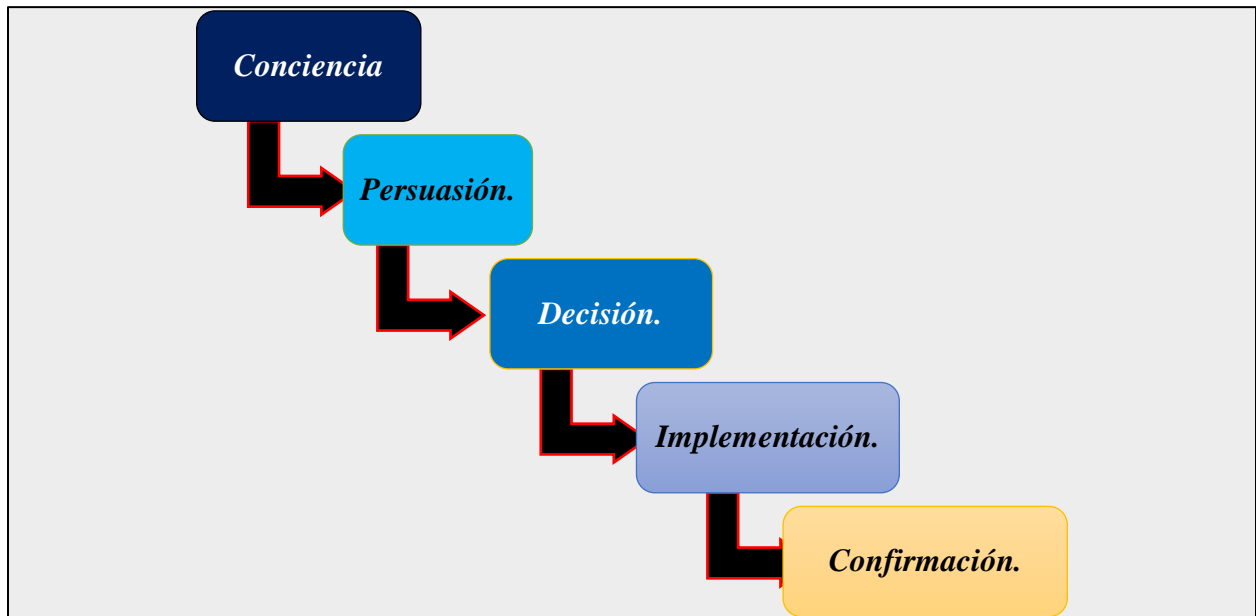 Conciencia
Persuasión.
Decisión.
Implementación.
Confirmación.